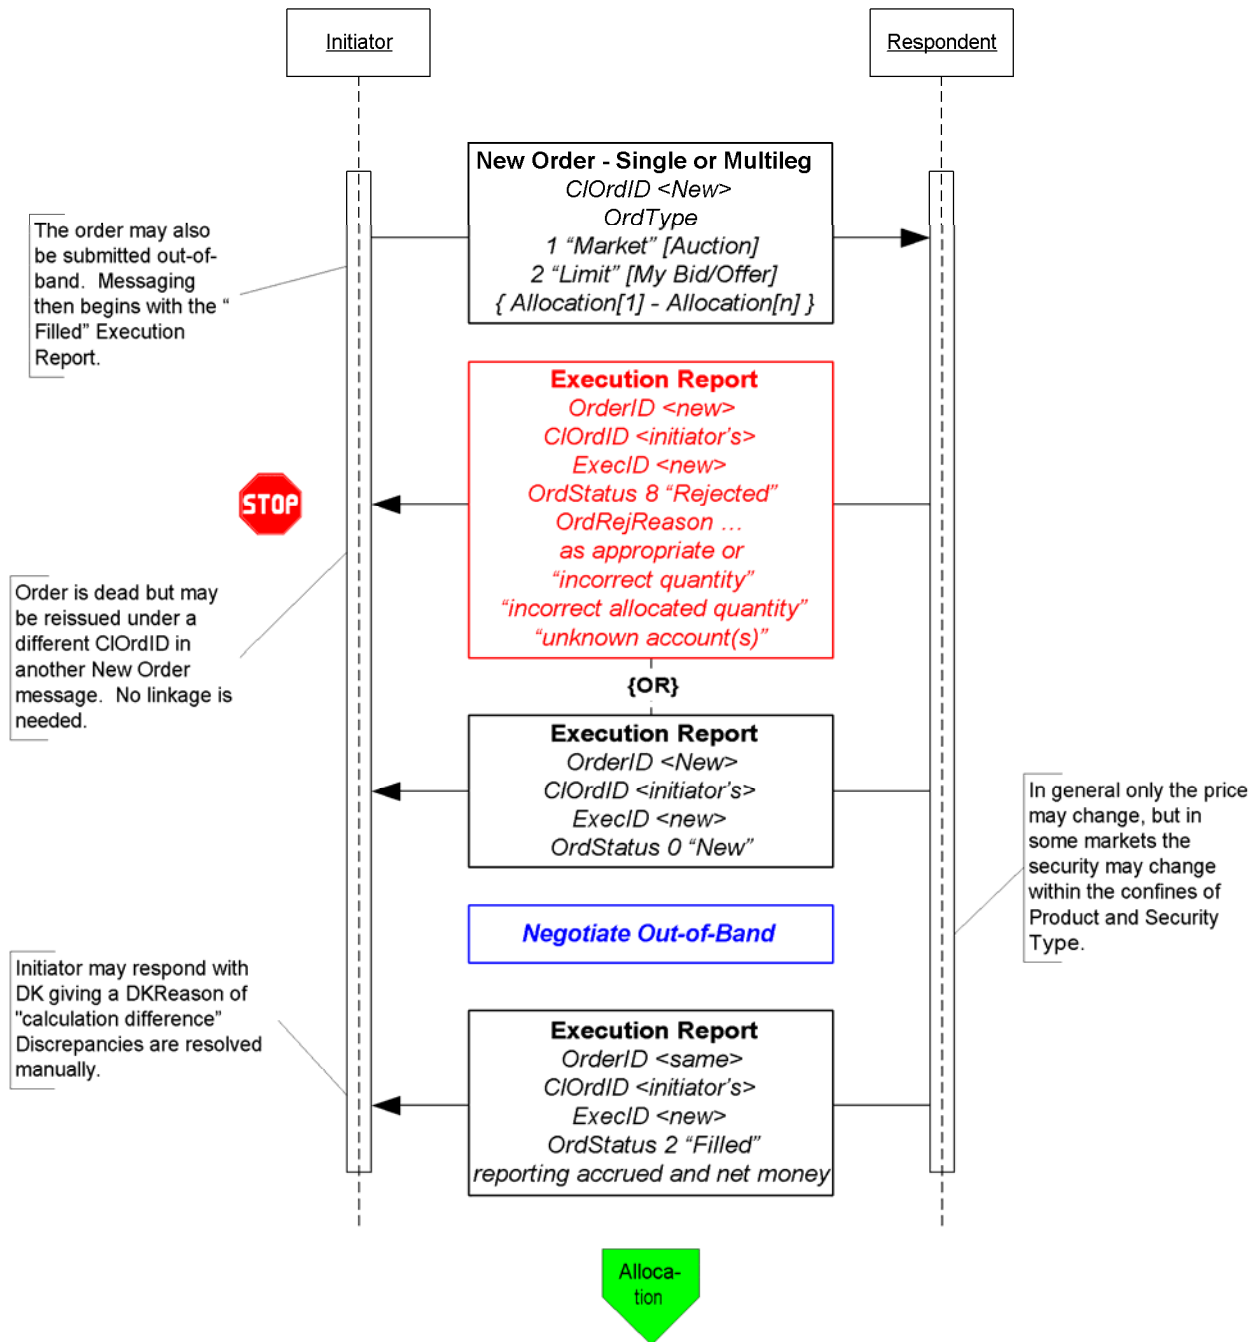 Initiator
Respondent
New Order - Single or Multileg
ClOrdID <New>
OrdType
1 “Market” [Auction]
2 “Limit” [My Bid/Offer]
{ Allocation[1] - Allocation[n] }
The order may also
be submitted out-of-
band.  Messaging
then begins with the “
Filled” Execution
Report.
Execution Report
OrderID <new>
ClOrdID <initiator’s>
ExecID <new>
OrdStatus 8 “Rejected”
OrdRejReason …
as appropriate or
“incorrect quantity”
“incorrect allocated quantity”
“unknown account(s)”
STOP
Order is dead but may
be reissued under a
different ClOrdID in
another New Order
message.  No linkage is
needed.
{OR}
Execution Report
OrderID <New>
ClOrdID <initiator’s>
ExecID <new>
OrdStatus 0 “New”
In general only the price
may change, but in
some markets the
security may change
within the confines of
Product and Security
Type.
Negotiate Out-of-Band
Initiator may respond with
DK giving a DKReason of
"calculation difference”
Discrepancies are resolved
manually.
Execution Report
OrderID <same>
ClOrdID <initiator’s>
ExecID <new>
OrdStatus 2 “Filled”
reporting accrued and net money
Alloca-
tion